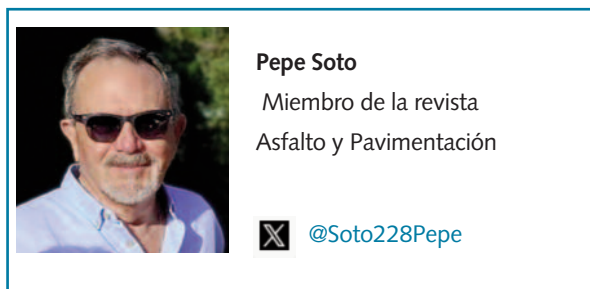 Pepe Soto
Miembro de la revista
Asfalto y Pavimentación
@Soto228Pepe